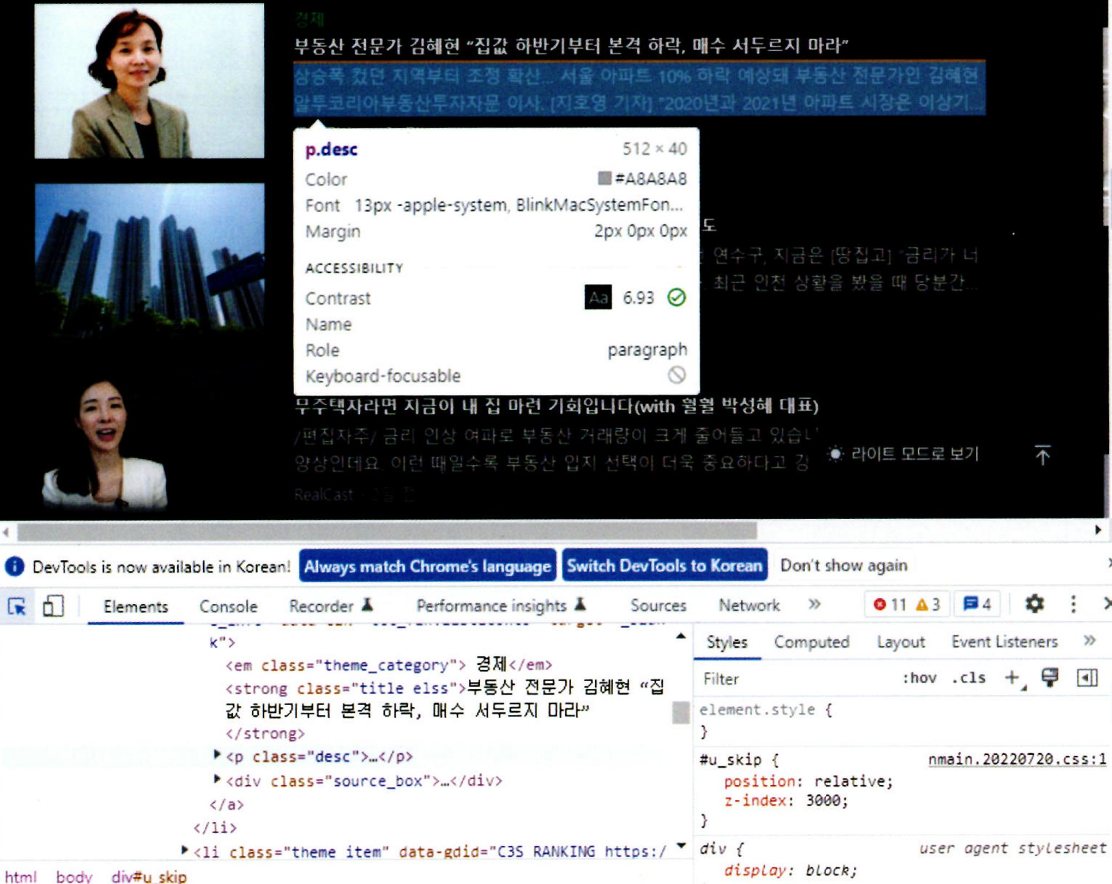 경제
부동산 전문가 김혜현 “집값 하반기부터 본격 하락, 매수 서두르지 마라”
상승폭 컸던 지역부터 조정 확산... 서울 아파트 10% 하락 예상돼 부동산 전문가인 김혜현
알투코리아부동산투자자문 이사. [지호영 기자] "2020년과 2021년 아파트 시장은 이상기...
p.desc 512 × 40
Color #A8A8A8
Font 13px -apple-system, BlinkMacSystemFon...
Margin 2px 0px 0px
ACCESSIBILITY
Contrast Aa 6.93
Name
Role paragraph
Keyboard-focusable
도
연수구, 지금은 [땅집고] "금리가 너
최근 인천 상황을 봤을 때 당분간...
무주택자라면 지금이 내 집 마련 기회입니다(with 훨훨 박성혜 대표)
/편집자주/ 금리 인상 여파로 부동산 거래량이 크게 줄어들고 있습니
양상인데요. 이런 때일수록 부동산 입지 선택이 더욱 중요하다고 강
RealCast
라이트 모드로 보기
DevTools is now available in Korean! Always match Chrome's language Switch DevTools to Korean Don't show again
Elements Console Recorder Performance insights Sources Network » 11 3 4
k">
<em class="theme_category"> 경제</em>
<strong class="title elss">부동산 전문가 김혜현 “집
값 하반기부터 본격 하락, 매수 서두르지 마라”
</strong>
<p class="desc">…</p>
<div class="source_box">…</div>
</a>
</li>
<li class="theme_item" data-gdid="C3S_RANKING_https:/
html body div#u_skip
Styles Computed Layout Event Listeners »
Filter :hov .cls +
element.style {
}
#u_skip { nmain.20220720.css:1
position: relative;
z-index: 3000;
}
div { user agent stylesheet
display: block;